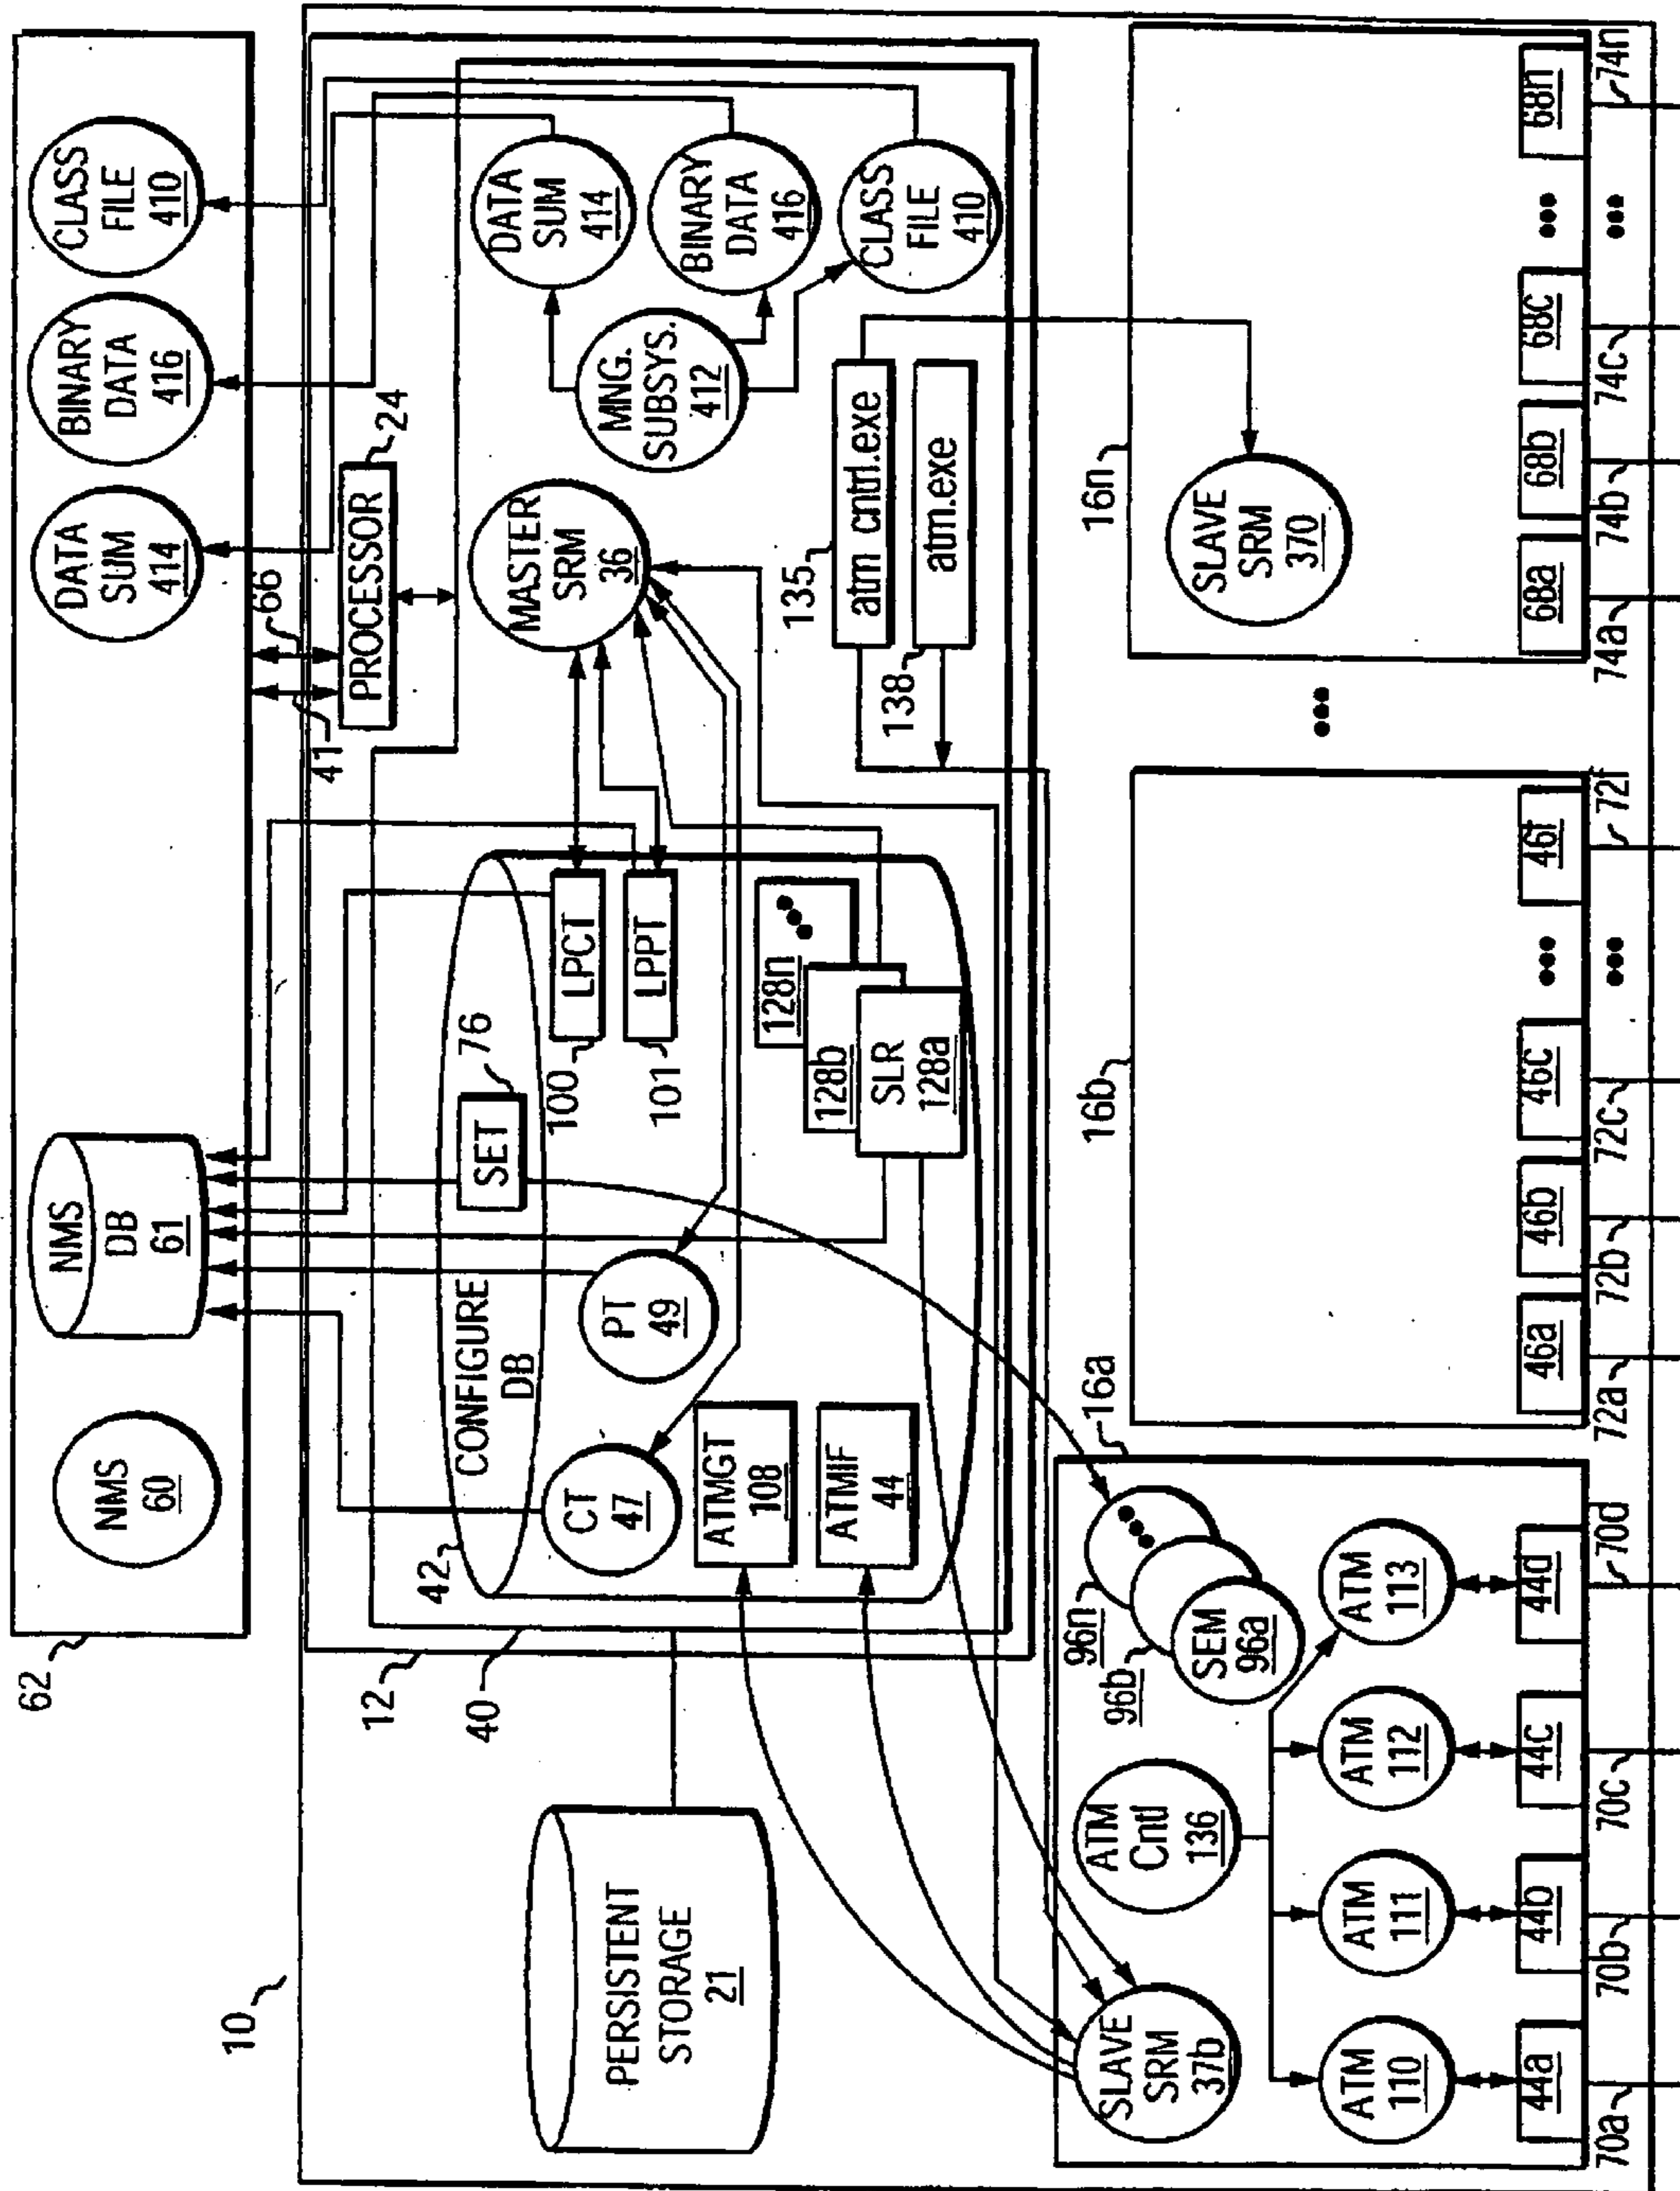 62
NMS
60
NMS
DB
61
DATA
SUM
414
BINARY
DATA
416
CLASS
FILE
410
10
12
40
42
41
66
PROCESSOR
24
PERSISTENT
STORAGE
21
CONFIGURE
DB
SET
76
CT
47
PT
49
LPCT
100
LPPT
101
ATMGT
108
ATMIF
44
128n
128b
SLR
128a
MASTER
SRM
36
MNG.
SUBSYS.
412
DATA
SUM
414
BINARY
DATA
416
CLASS
FILE
410
135
atm cntrl.exe
138
atm.exe
16a
SLAVE
SRM
37b
ATM
Cntl
136
96n
96b
SEM
96a
ATM
110
ATM
111
ATM
112
ATM
113
44a
44b
44c
44d
70a
70b
70c
70d
16b
46a
46b
46c
46f
72a
72b
72c
72f
16n
SLAVE
SRM
370
68a
68b
68c
68n
74a
74b
74c
74n